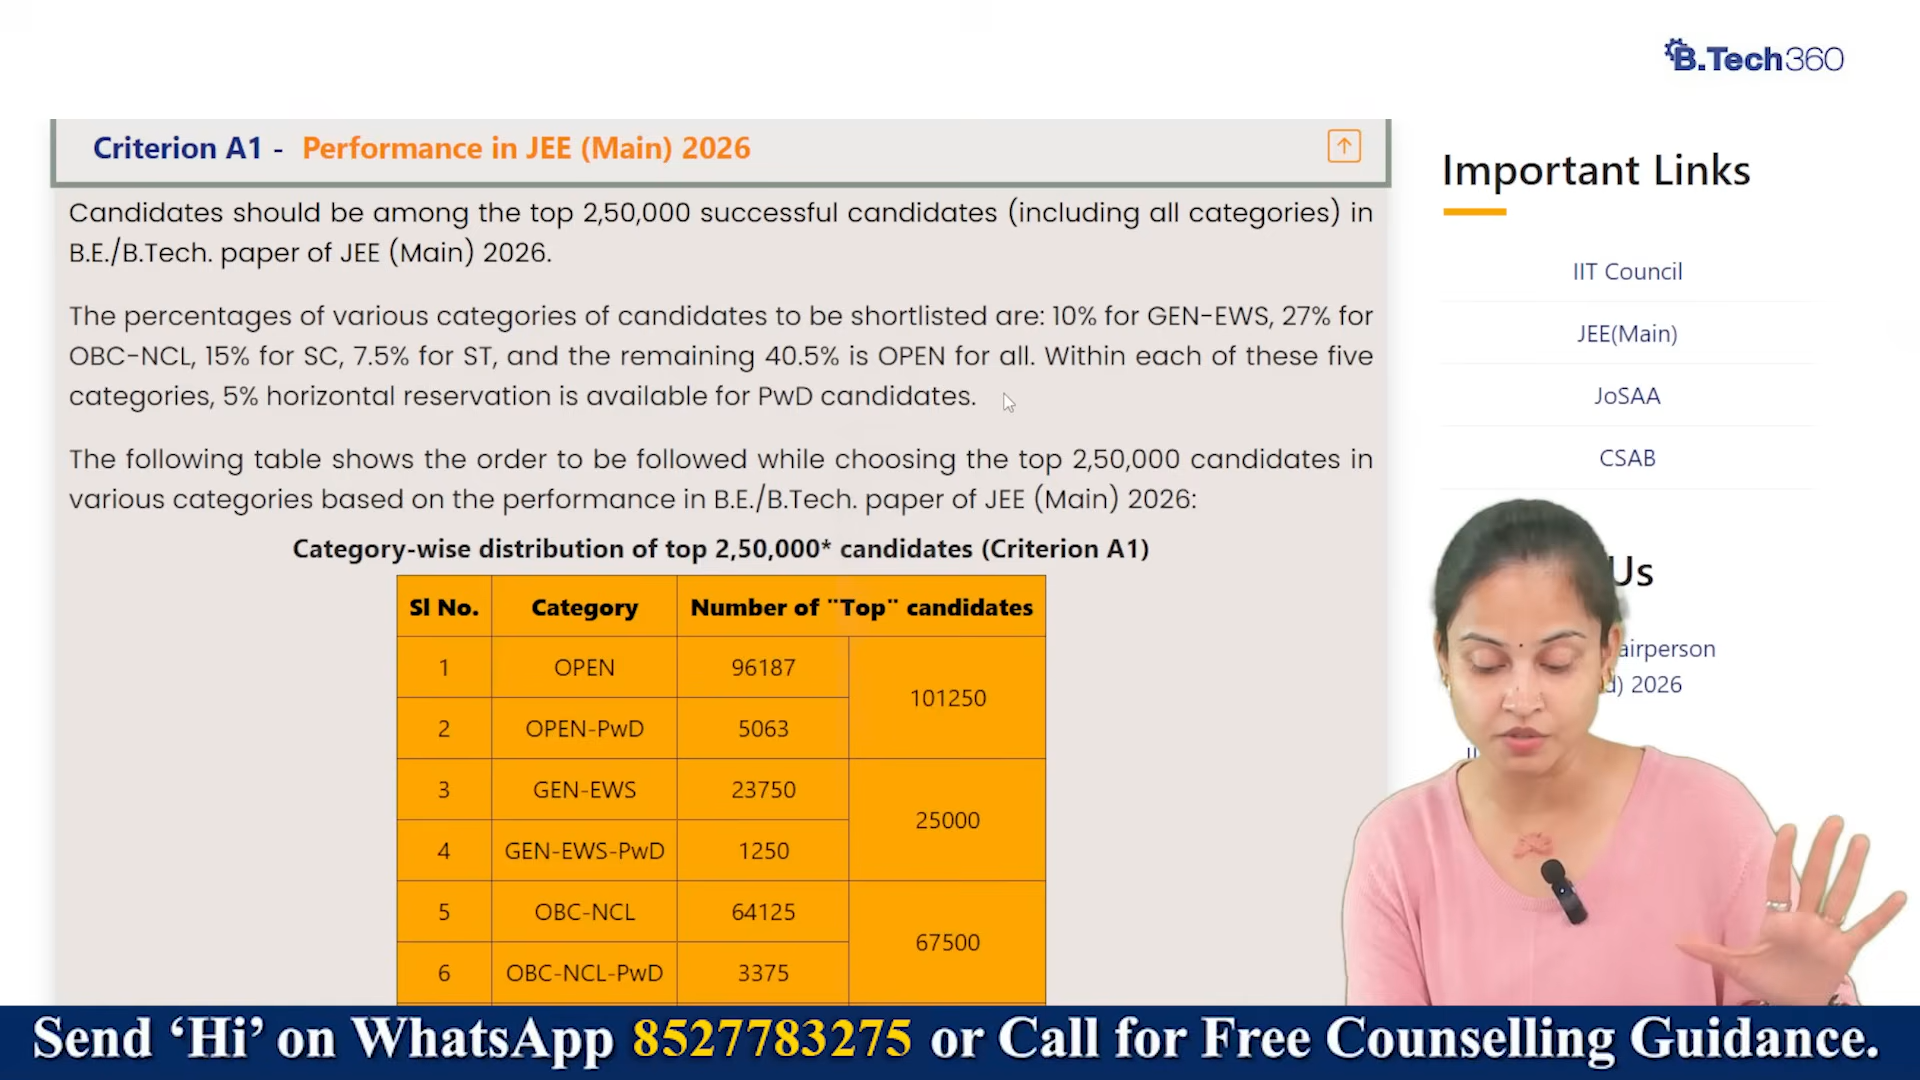 B.Tech360
Criterion A1 - Performance in JEE (Main) 2026
Candidates should be among the top 2,50,000 successful candidates (including all categories) in
B.E./B.Tech. paper of JEE (Main) 2026.
The percentages of various categories of candidates to be shortlisted are: 10% for GEN-EWS, 27% for
OBC-NCL, 15% for SC, 7.5% for ST, and the remaining 40.5% is OPEN for all. Within each of these five
categories, 5% horizontal reservation is available for PwD candidates.
The following table shows the order to be followed while choosing the top 2,50,000 candidates in
various categories based on the performance in B.E./B.Tech. paper of JEE (Main) 2026:
Category-wise distribution of top 2,50,000* candidates (Criterion A1)
Sl No. Category Number of ¨Top¨ candidates
1 OPEN 96187
101250
2 OPEN-PwD 5063
3 GEN-EWS 23750
25000
4 GEN-EWS-PwD 1250
5 OBC-NCL 64125
67500
6 OBC-NCL-PwD 3375
Important Links
IIT Council
JEE(Main)
JoSAA
CSAB
Us
airperson
) 2026
Send ‘Hi’ on WhatsApp 8527783275 or Call for Free Counselling Guidance.